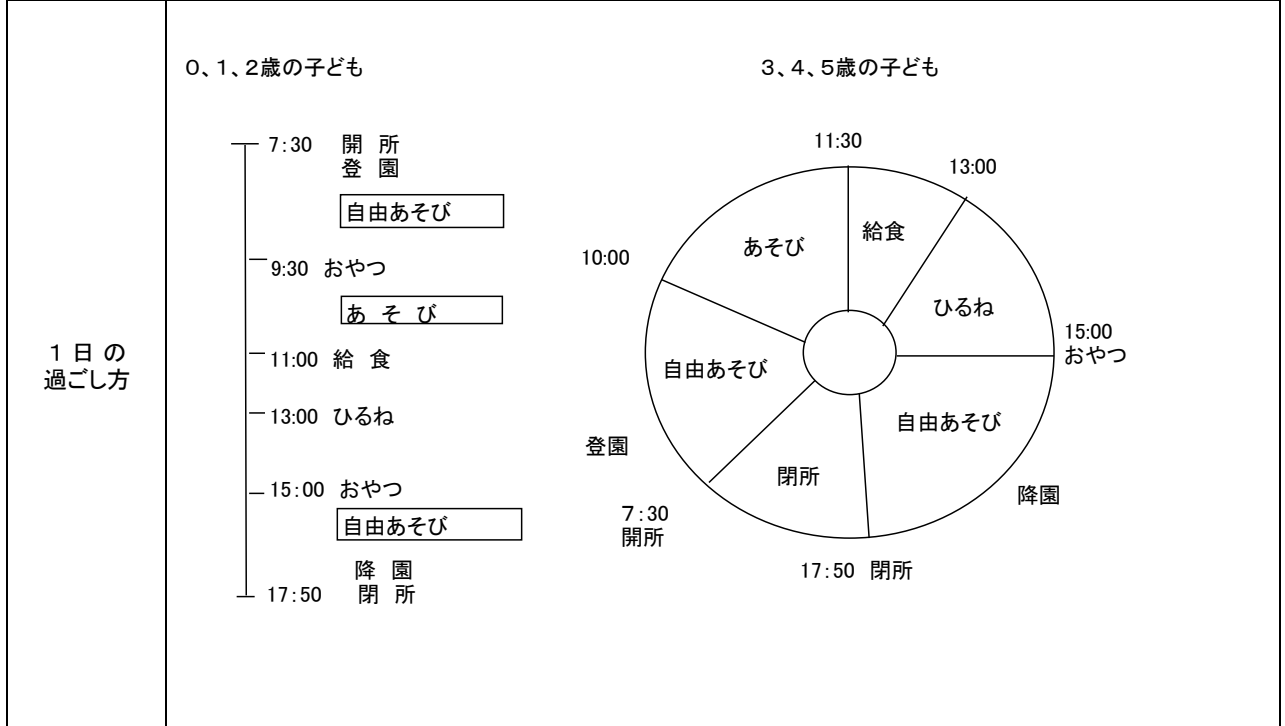 1 日 の
過ごし方
０、１、２歳の子ども
7:30 開 所
登 園
自由あそび
9:30 おやつ
あ そ び
11:00 給 食
13:00 ひるね
15:00 おやつ
自由あそび
降 園
17:50 閉 所
３、４、５歳の子ども
11:30
13:00
給食
あそび
10:00
ひるね
15:00
おやつ
自由あそび
自由あそび
登園
閉所
降園
７:30
開所
17:50 閉所